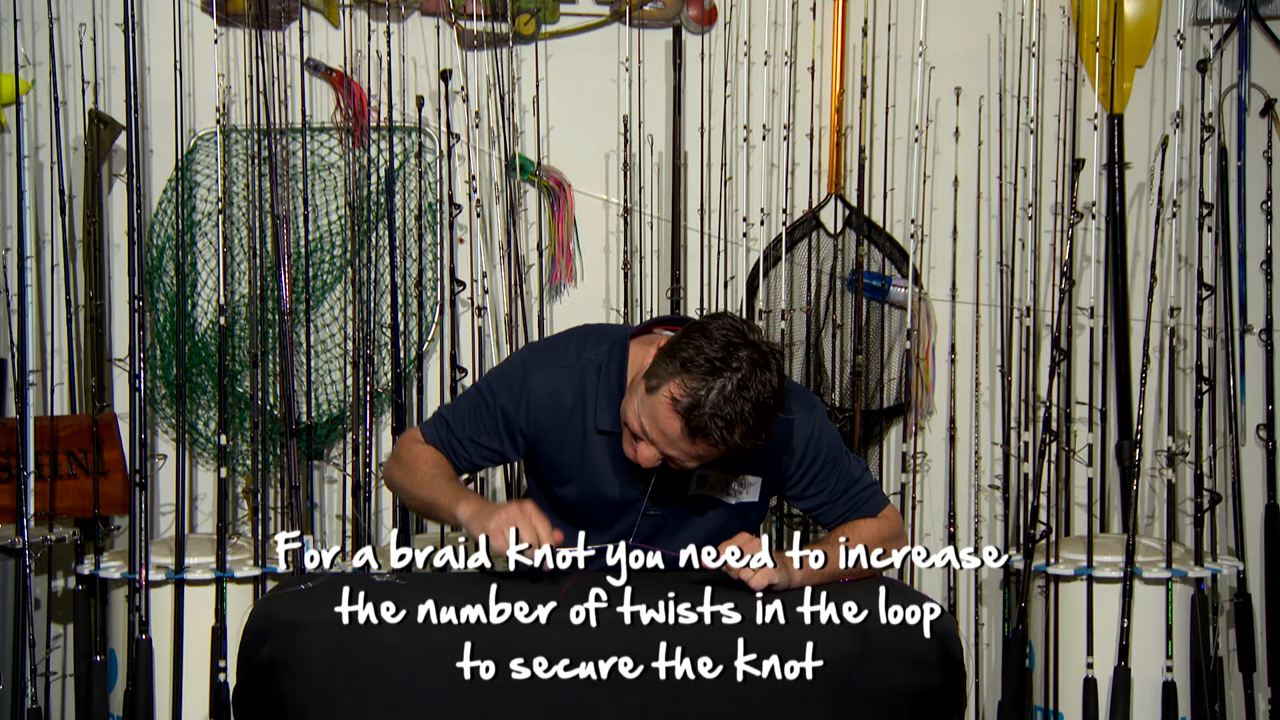 For a braid knot you need to increase
the number of twists in the loop
to secure the knot